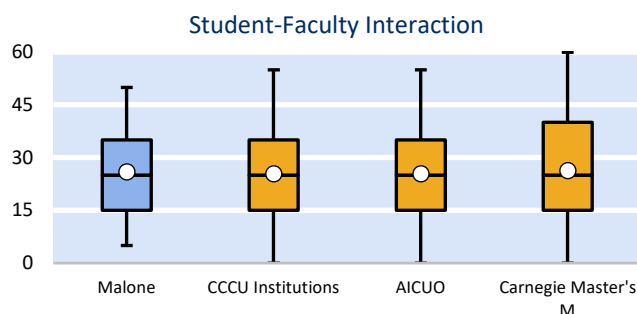 Student-Faculty Interaction
60
45
30
15
0
Malone
CCCU Institutions
AICUO
Carnegie Master's
M